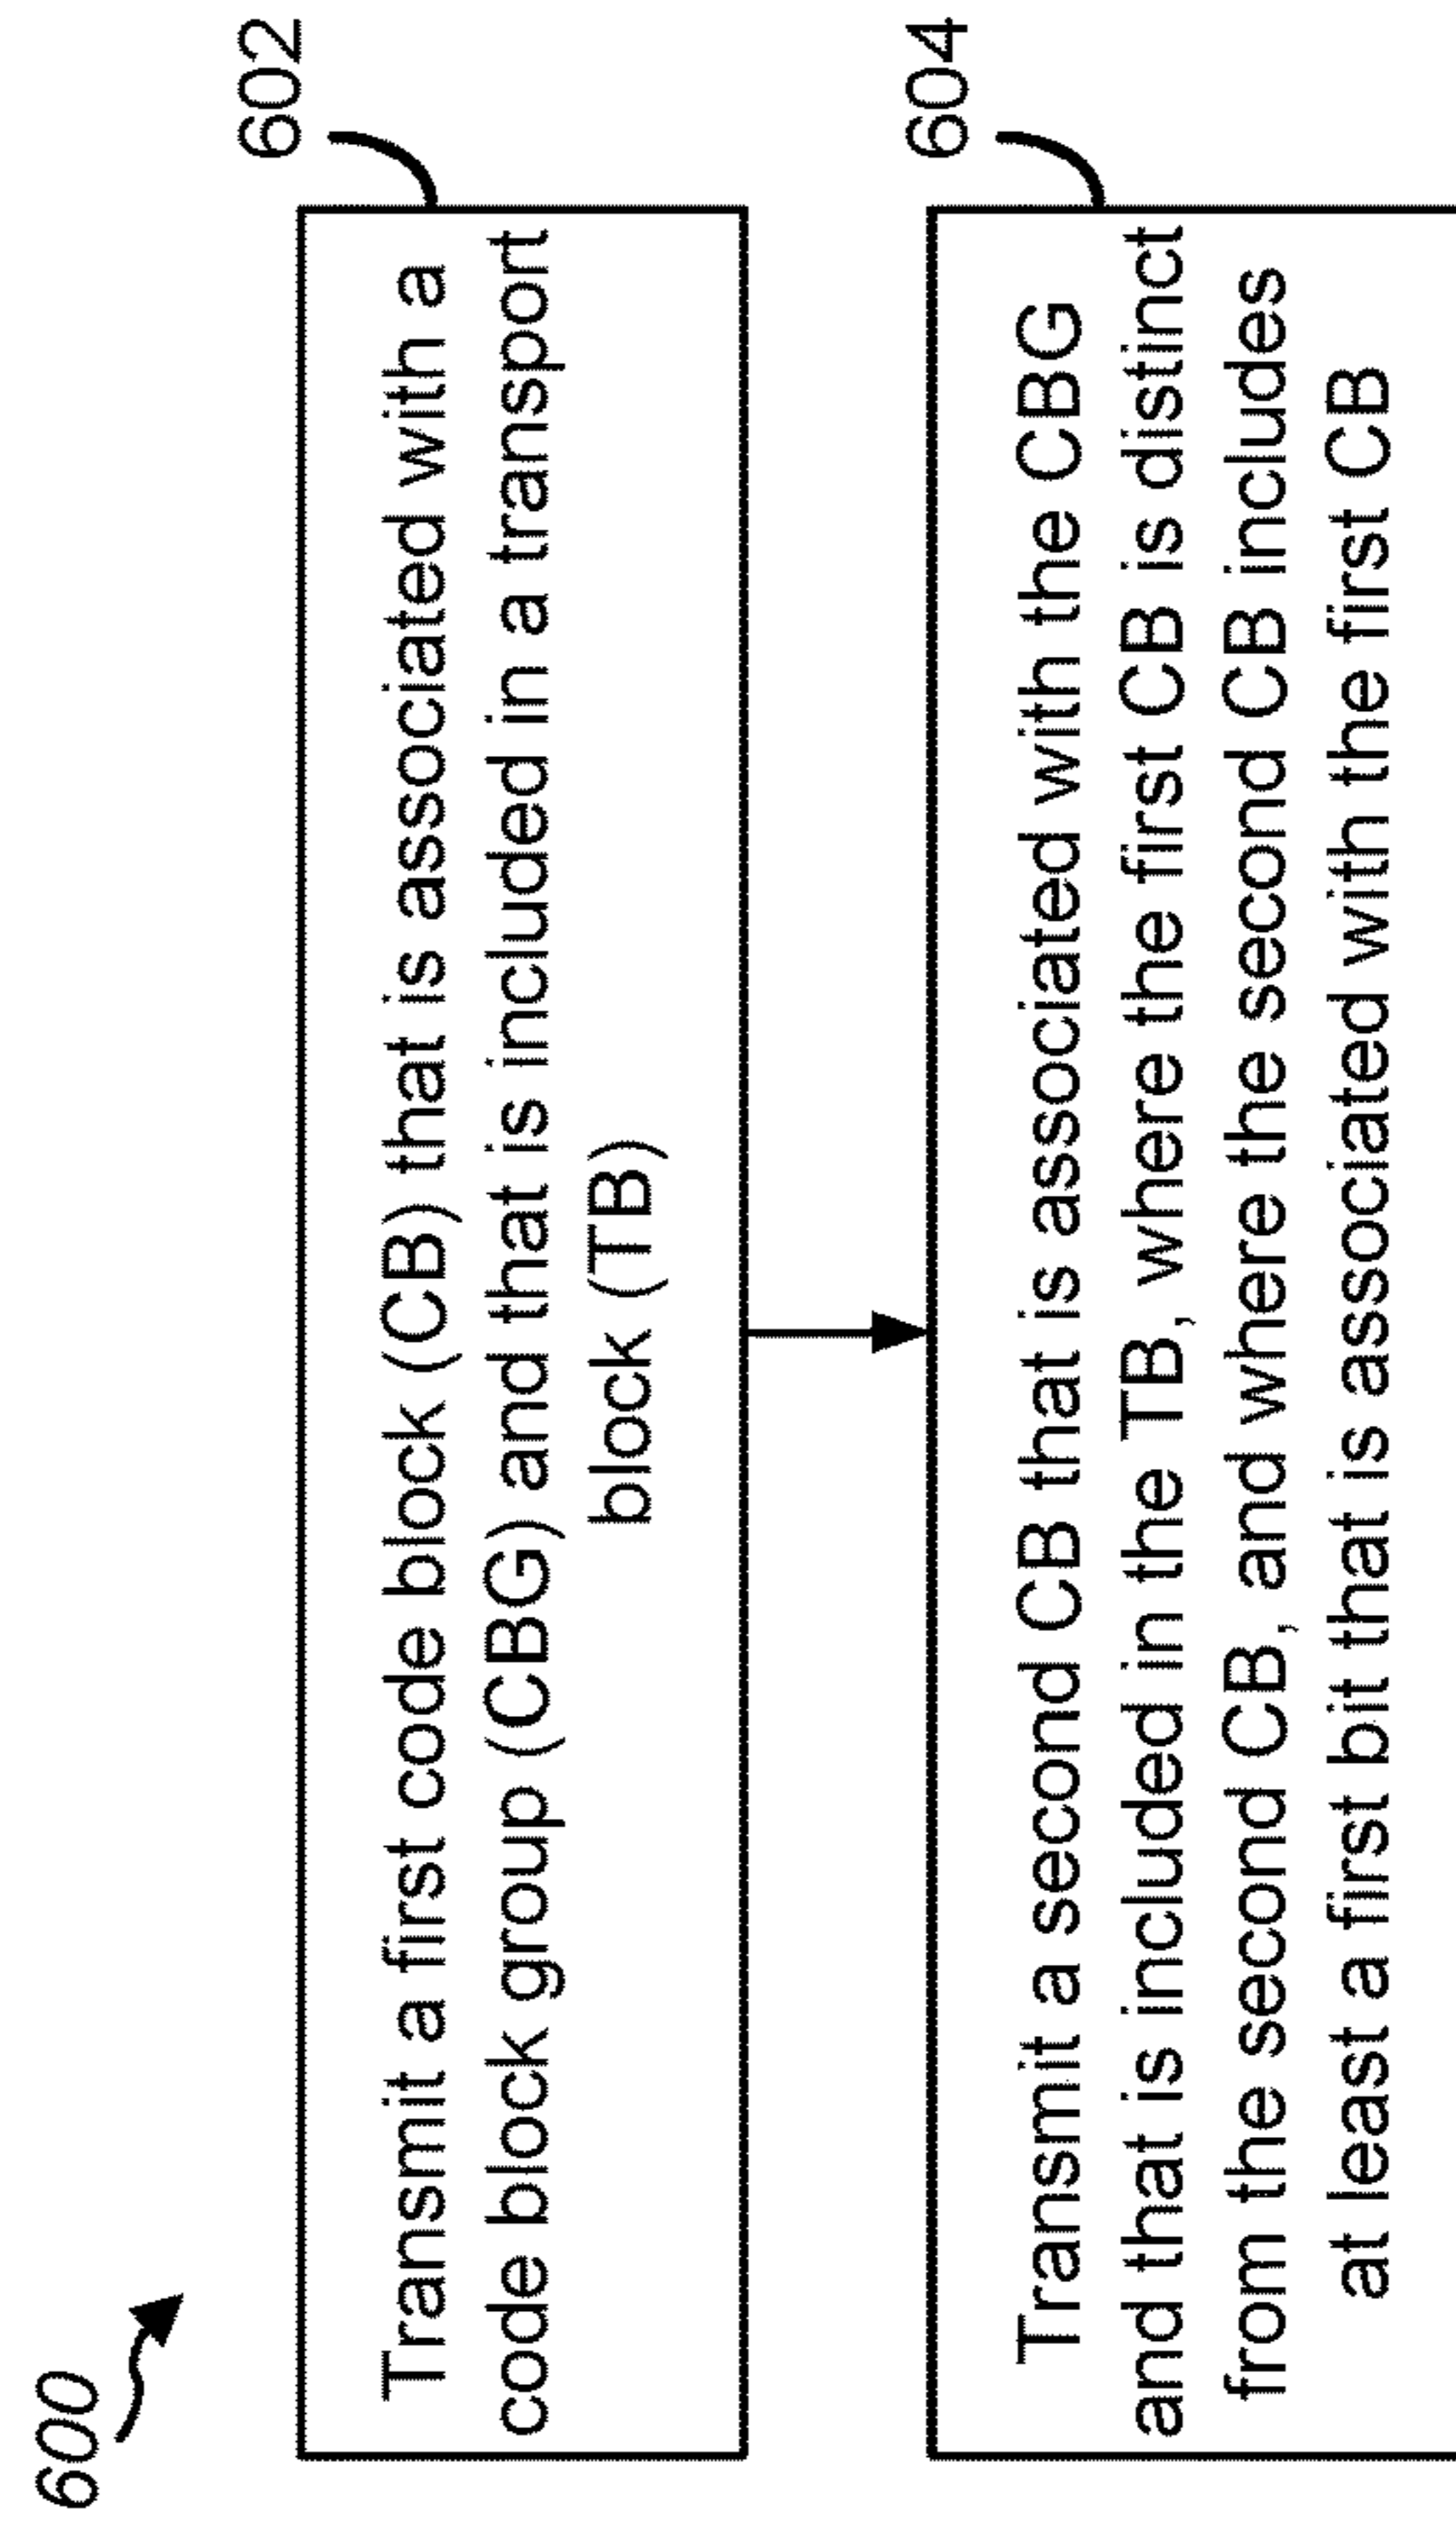 600
602
Transmit a first code block (CB) that is associated with a
code block group (CBG) and that is included in a transport
block (TB)
604
Transmit a second CB that is associated with the CBG
and that is included in the TB, where the first CB is distinct
from the second CB, and where the second CB includes
at least a first bit that is associated with the first CB